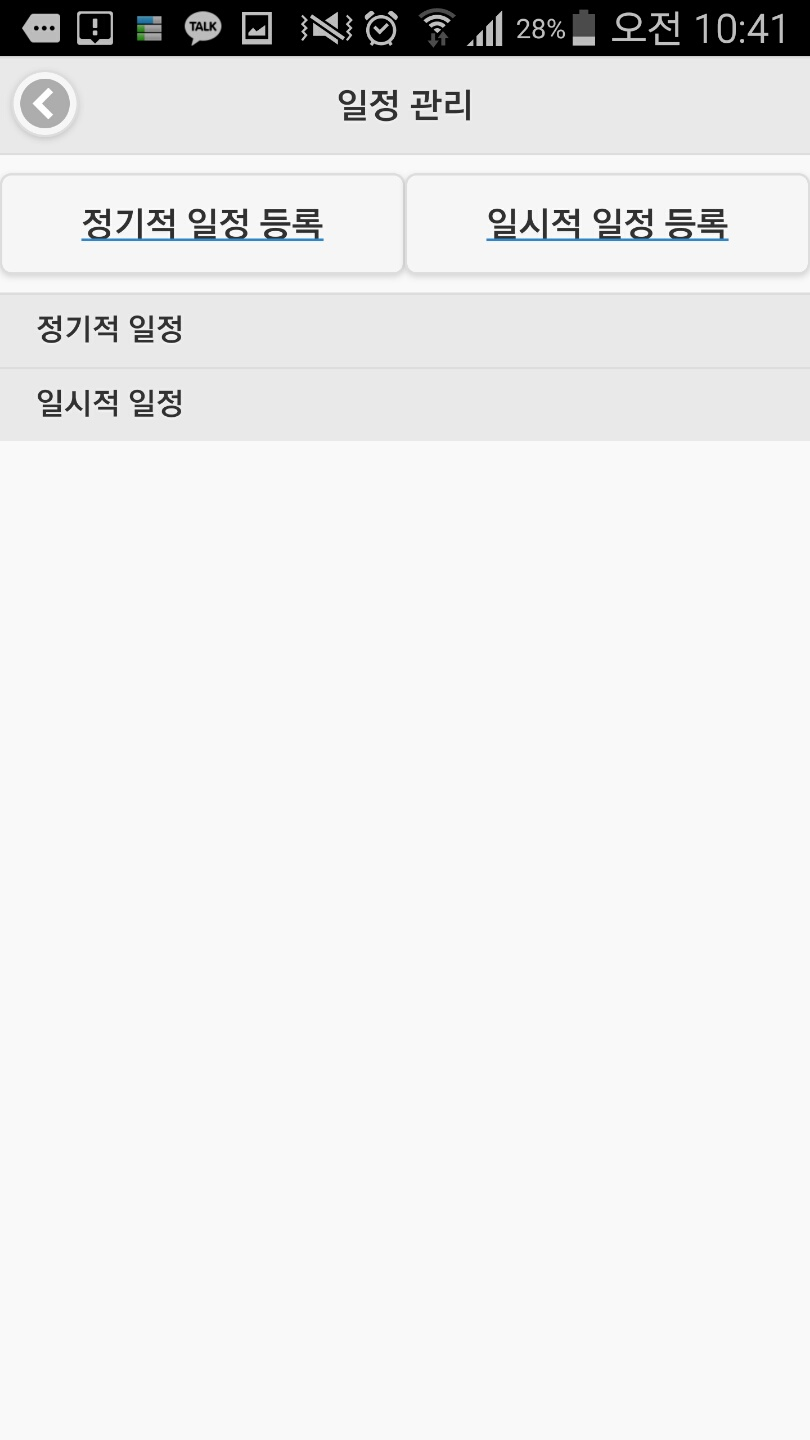 TALK 28% 오전 10:41
일정 관리
정기적 일정 등록 일시적 일정 등록
정기적 일정
일시적 일정